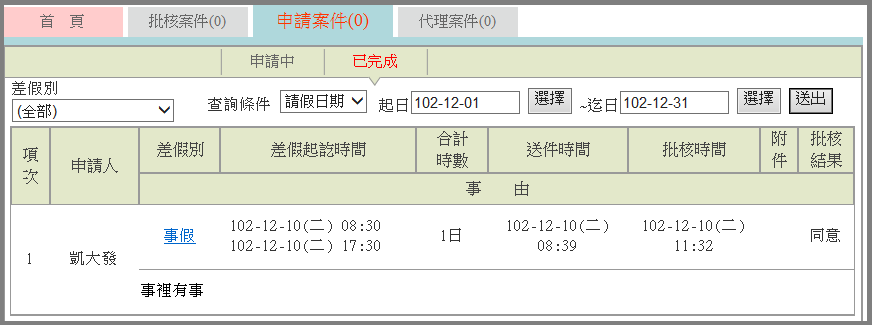 首 頁
批核案件(0)
申請案件(0)
代理案件(0)
申請中
已完成
差假別
(全部)
查詢條件 請假日期 起日 102-12-01 選擇 ~迄日 102-12-31 選擇 送出
項次
申請人
差假別
差假起訖時間
合計
時數
送件時間
批核時間
附件
批核
結果
事 由
1
凱大發
事假
102-12-10(二) 08:30
102-12-10(二) 17:30
1日
102-12-10(二)
08:39
102-12-10(二)
11:32
同意
事裡有事